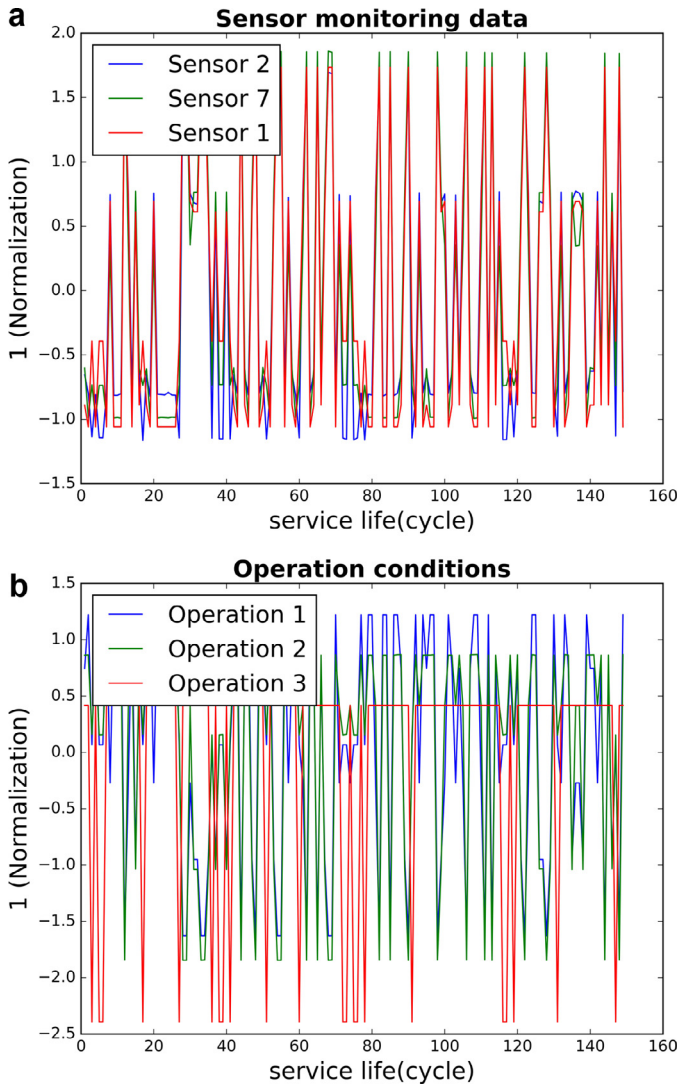 a
Sensor monitoring data
2.0
1.5
1.0
0.5
0.0
−0.5
−1.0
−1.5
1 (Normalization)
Sensor 2
Sensor 7
Sensor 1
0 20 40 60 80 100 120 140 160
service life(cycle)
b
Operation conditions
1.5
1.0
0.5
0.0
−0.5
−1.0
−1.5
−2.0
−2.5
1 (Normalization)
Operation 1
Operation 2
Operation 3
0 20 40 60 80 100 120 140 160
service life(cycle)